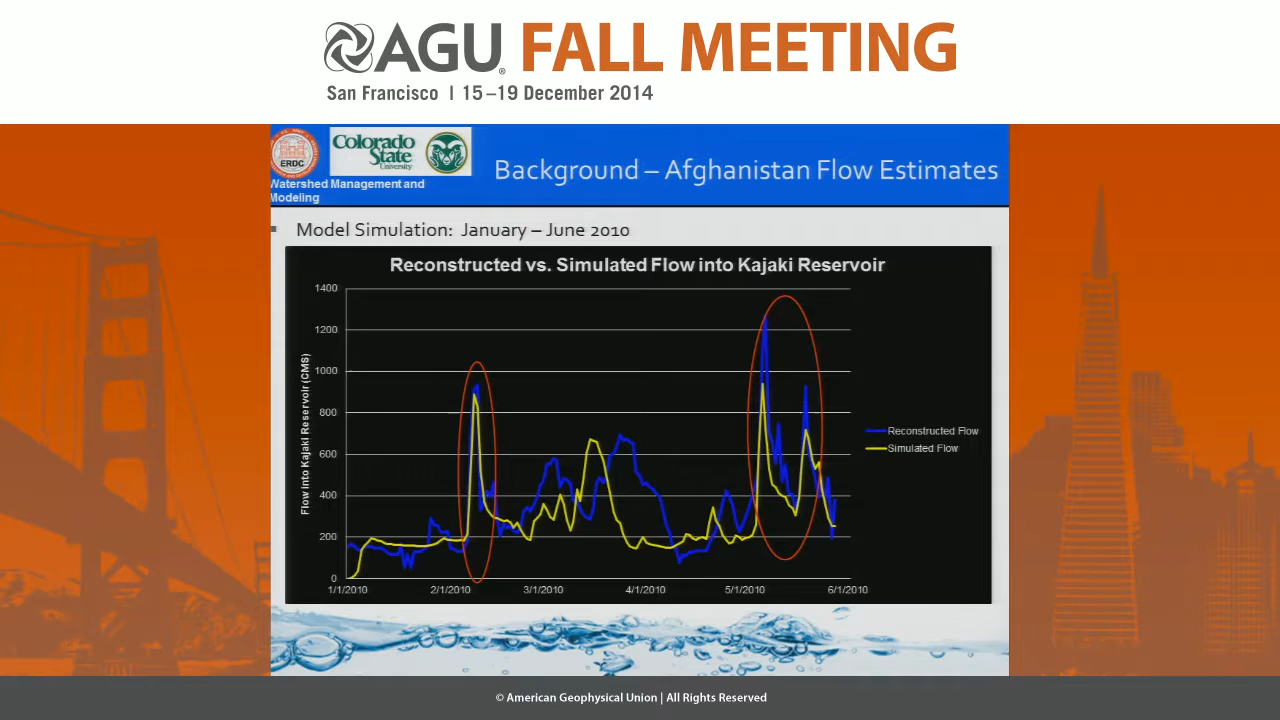 AGU FALL MEETING
San Francisco | 15–19 December 2014
ERDC
Colorado
State
University
Watershed Management and
Modeling
Background – Afghanistan Flow Estimates
Model Simulation: January – June 2010
Reconstructed vs. Simulated Flow into Kajaki Reservoir
Flow into Kajaki Reservoir (CMS)
1400
1200
1000
800
600
400
200
0
1/1/2010 2/1/2010 3/1/2010 4/1/2010 5/1/2010 6/1/2010
Reconstructed Flow
Simulated Flow
© American Geophysical Union | All Rights Reserved